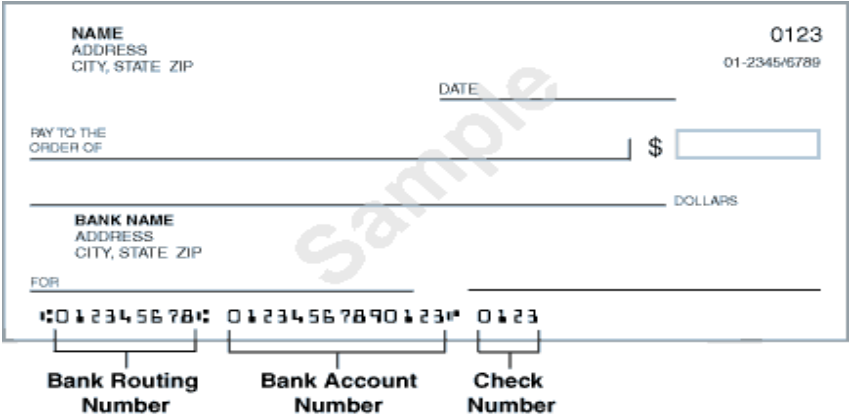 NAME
ADDRESS
CITY, STATE ZIP
0123
01-2345/6789
DATE
PAY TO THE
ORDER OF
$
DOLLARS
Sample
BANK NAME
ADDRESS
CITY, STATE ZIP
FOR
⑆012345678⑆ 01234567890123⑈ 0123
Bank Routing Number
Bank Account Number
Check Number